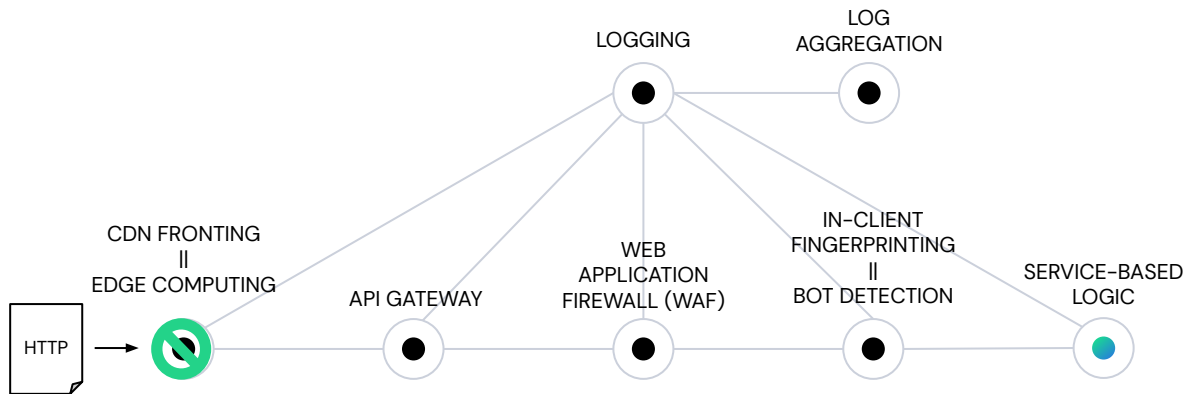 LOGGING
LOG
AGGREGATION
CDN FRONTING
||
EDGE COMPUTING
API GATEWAY
WEB
APPLICATION
FIREWALL (WAF)
IN-CLIENT
FINGERPRINTING
||
BOT DETECTION
SERVICE-BASED
LOGIC
HTTP